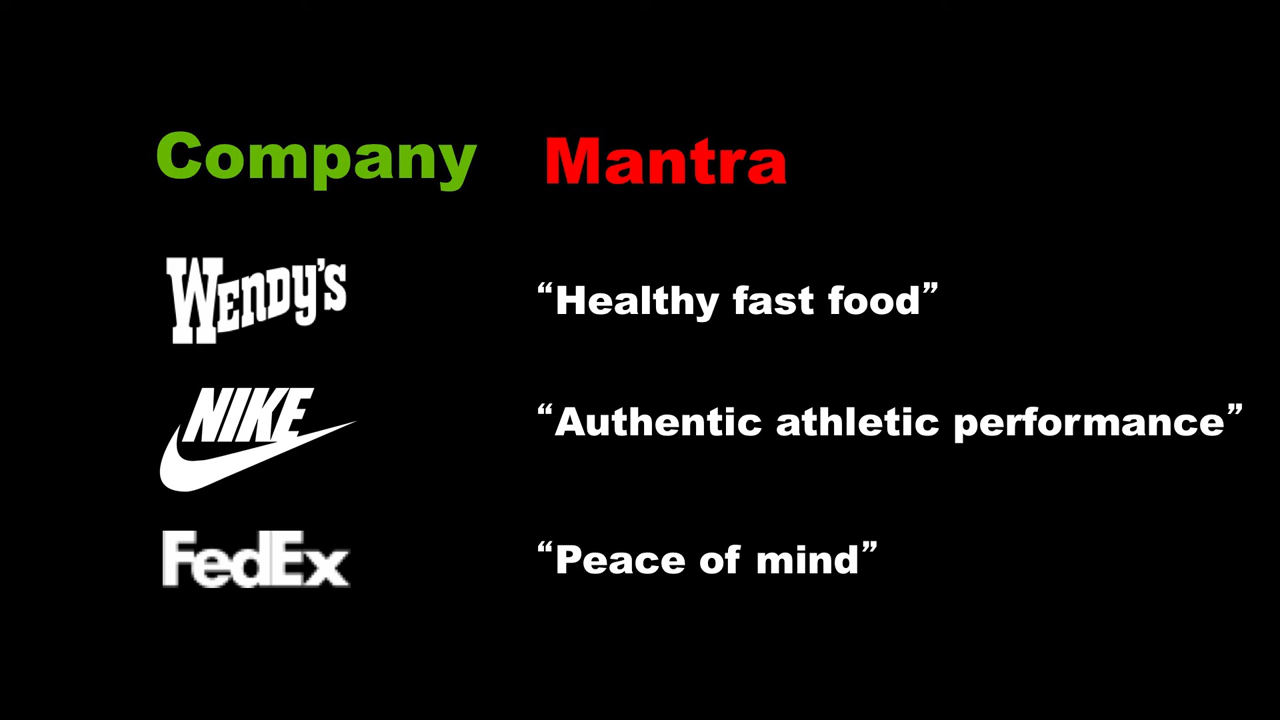 Company Mantra
Wendy's “Healthy fast food”
NIKE “Authentic athletic performance”
FedEx “Peace of mind”